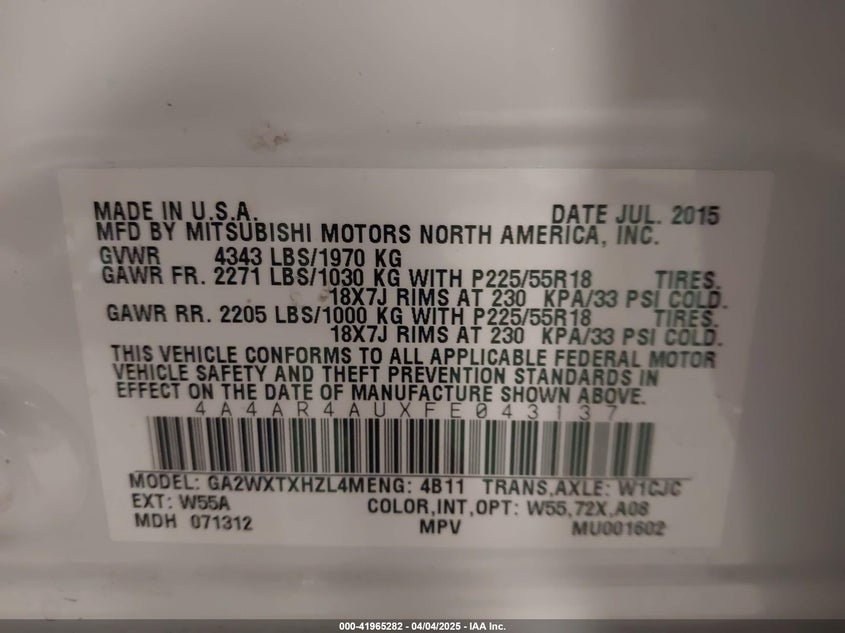 MADE IN U.S.A. DATE JUL. 2015
MFD BY MITSUBISHI MOTORS NORTH AMERICA, INC.
GVWR 4343 LBS/1970 KG
GAWR FR. 2271 LBS/1030 KG WITH P225/55R18 TIRES.
18X7J RIMS AT 230 KPA/33 PSI COLD.
GAWR RR. 2205 LBS/1000 KG WITH P225/55R18 TIRES.
18X7J RIMS AT 230 KPA/33 PSI COLD.
THIS VEHICLE CONFORMS TO ALL APPLICABLE FEDERAL MOTOR
VEHICLE SAFETY AND THEFT PREVENTION STANDARDS IN
EFFECT ON THE DATE OF MANUFACTURE SHOWN ABOVE.
4A4AR4AUXFE043137
MODEL: GA2WXTXHZL4MENG: 4B11 TRANS,AXLE: W1CJC
EXT: W55A COLOR,INT,OPT: W55,72X,A08
MDH 071312 MPV MU001602
000-41965282 - 04/04/2025 - IAA Inc.